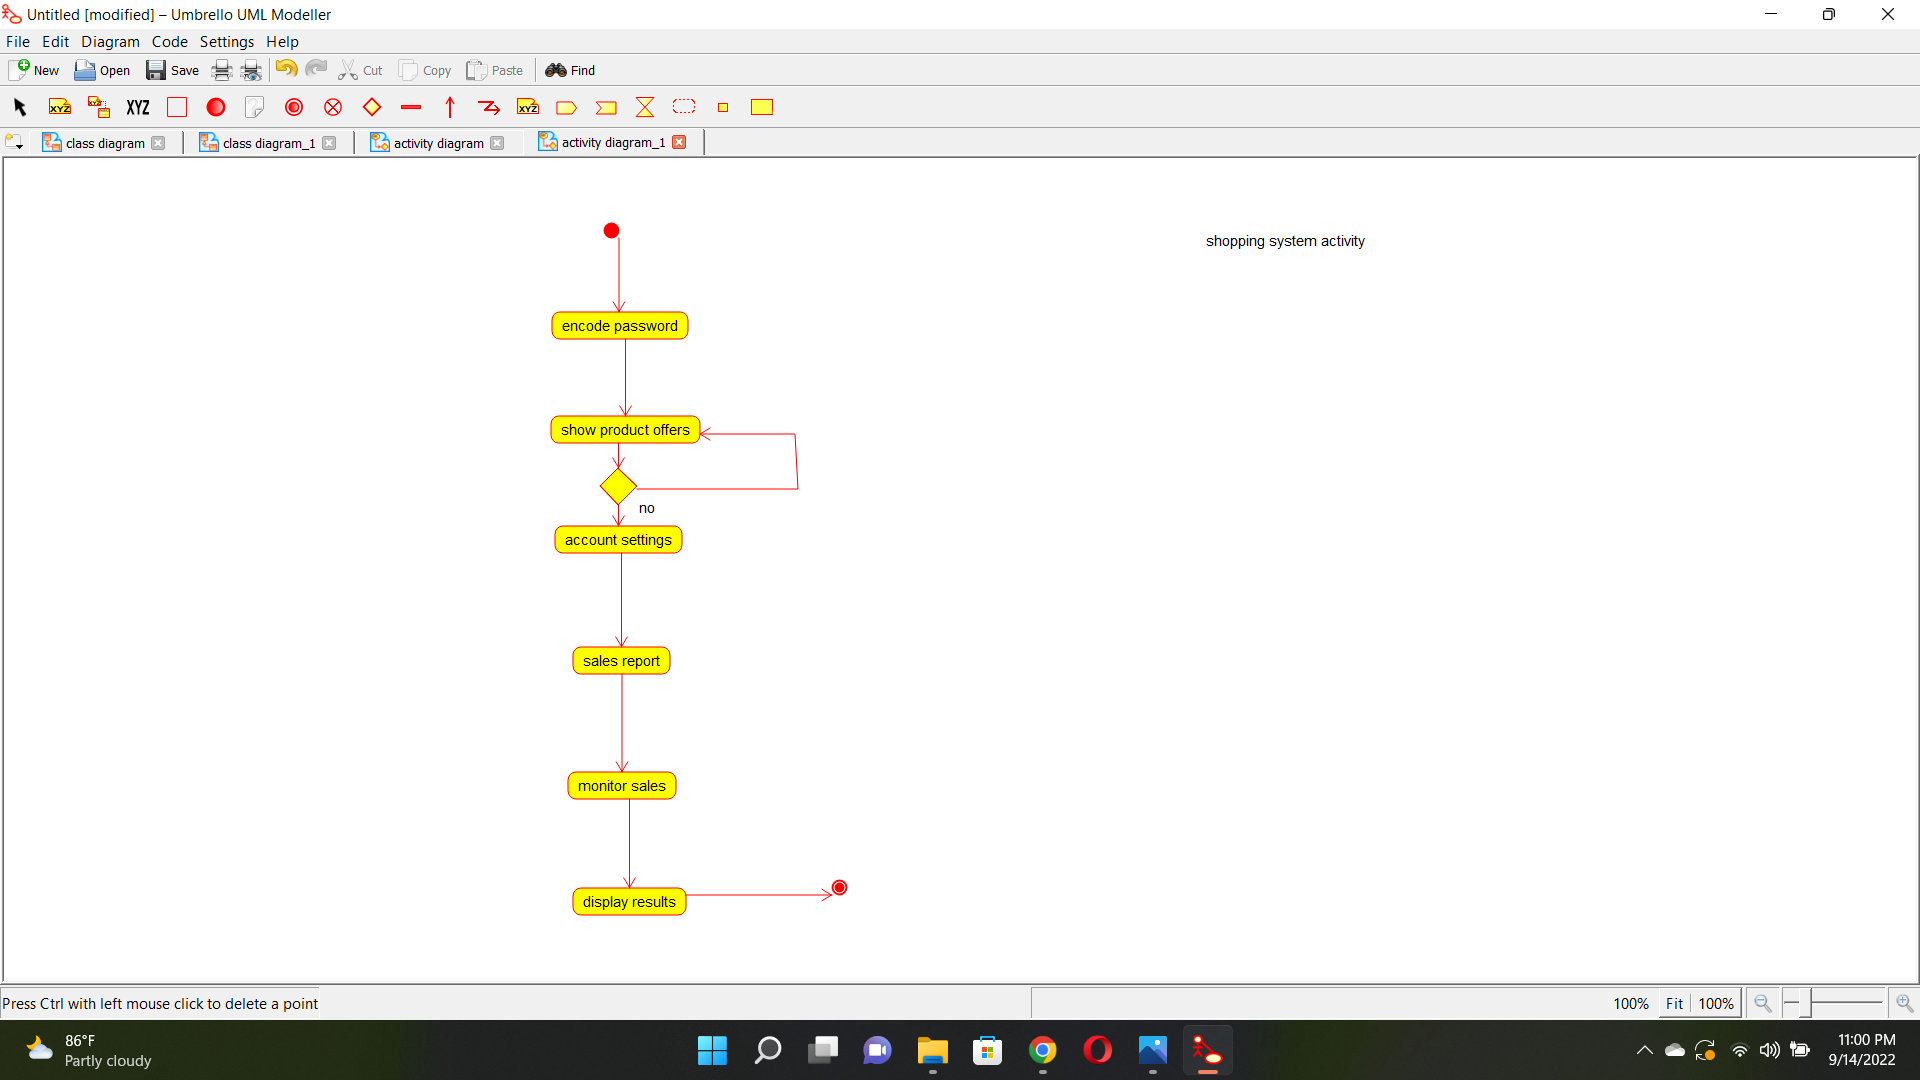 Untitled [modified] – Umbrello UML Modeller
File Edit Diagram Code Settings Help
New Open Save Cut Copy Paste Find
XYZ XYZ XYZ XYZ
class diagram class diagram_1 activity diagram activity diagram_1
shopping system activity
encode password
show product offers
no
account settings
sales report
monitor sales
display results
Press Ctrl with left mouse click to delete a point
100% Fit 100%
86°F
Partly cloudy
11:00 PM
9/14/2022